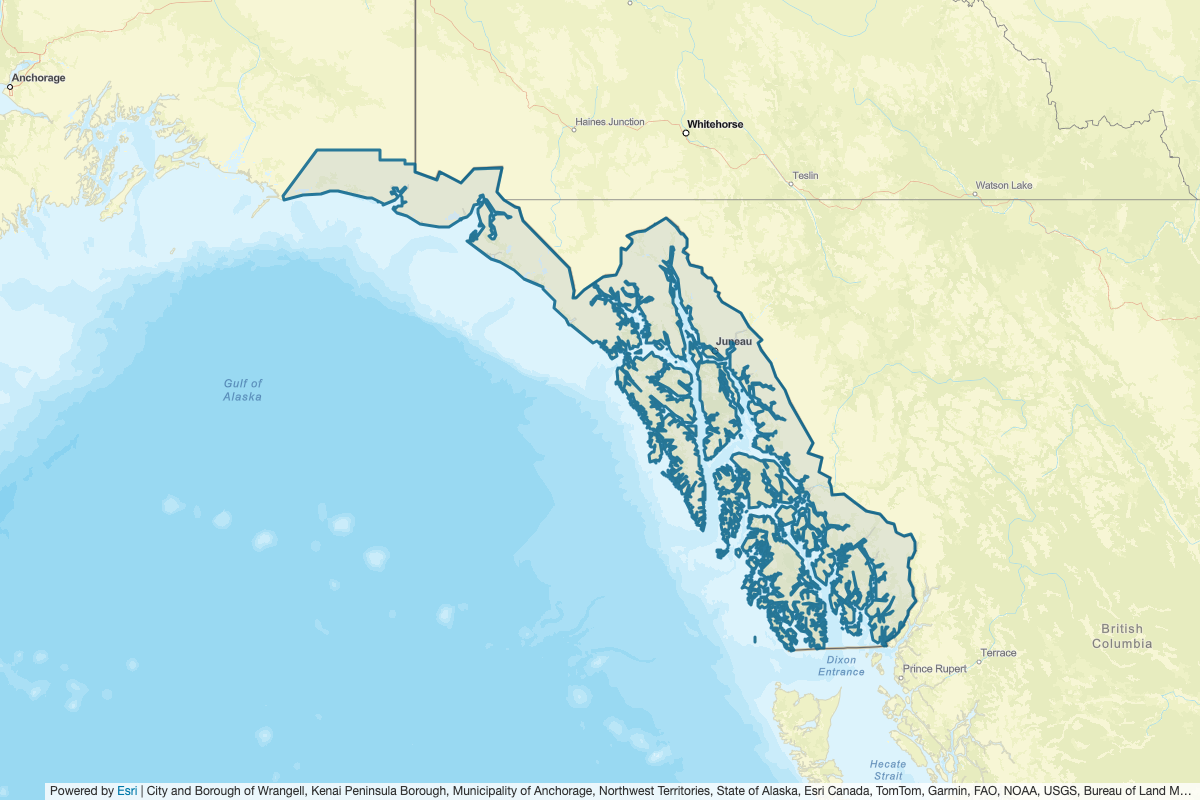 Anchorage
Haines Junction
Whitehorse
Teslin
Watson Lake
Juneau
Gulf of
Alaska
British
Columbia
Dixon
Entrance
Terrace
Prince Rupert
Hecate
Strait
Powered by Esri | City and Borough of Wrangell, Kenai Peninsula Borough, Municipality of Anchorage, Northwest Territories, State of Alaska, Esri Canada, TomTom, Garmin, FAO, NOAA, USGS, Bureau of Land M...